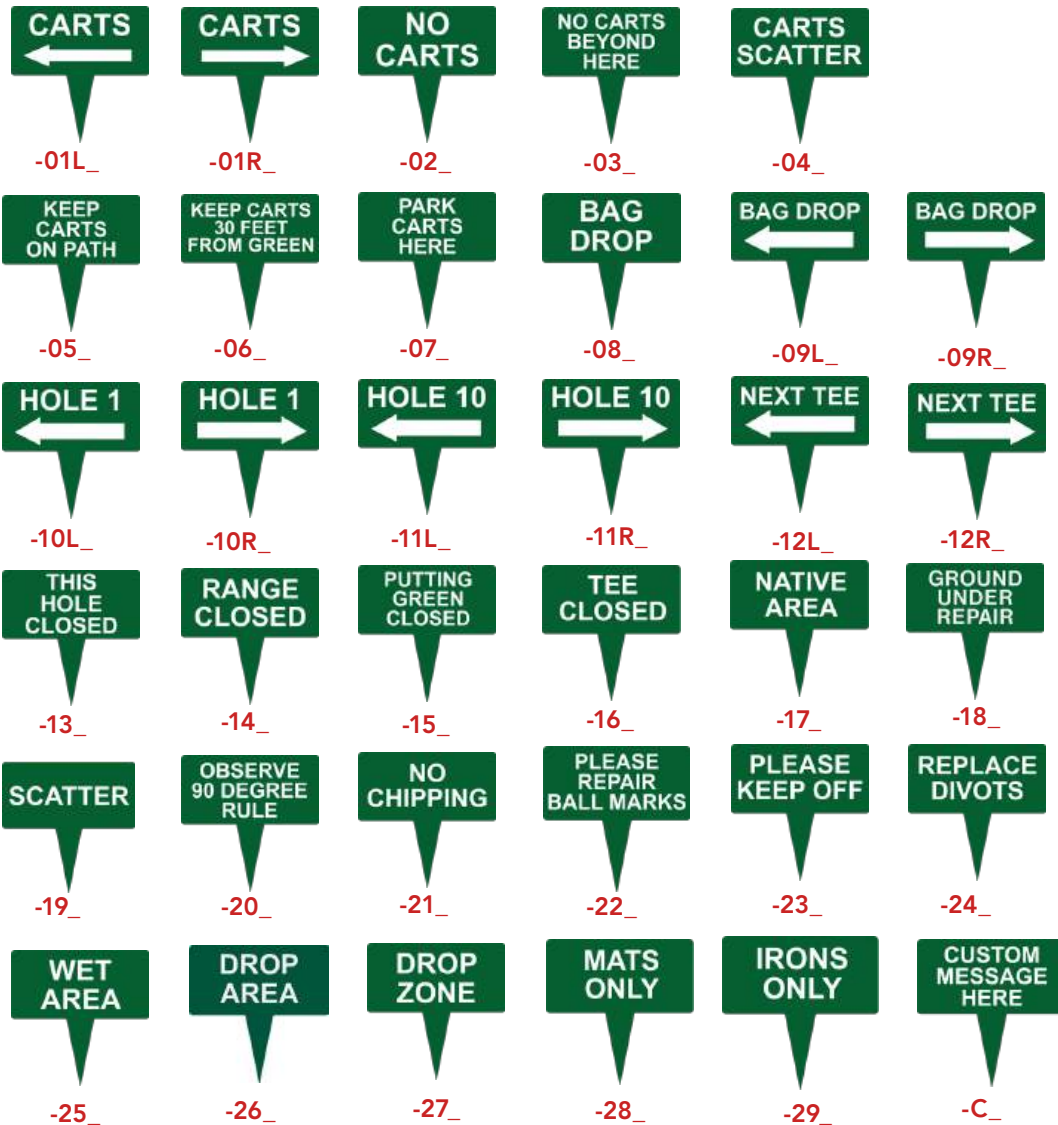 CARTS
-01L_
CARTS
-01R_
NO
CARTS
-02_
NO CARTS
BEYOND
HERE
-03_
CARTS
SCATTER
-04_
KEEP
CARTS
ON PATH
-05_
KEEP CARTS
30 FEET
FROM GREEN
-06_
PARK
CARTS
HERE
-07_
BAG
DROP
-08_
BAG DROP
-09L_
BAG DROP
-09R_
HOLE 1
-10L_
HOLE 1
-10R_
HOLE 10
-11L_
HOLE 10
-11R_
NEXT TEE
-12L_
NEXT TEE
-12R_
THIS
HOLE
CLOSED
-13_
RANGE
CLOSED
-14_
PUTTING
GREEN
CLOSED
-15_
TEE
CLOSED
-16_
NATIVE
AREA
-17_
GROUND
UNDER
REPAIR
-18_
SCATTER
-19_
OBSERVE
90 DEGREE
RULE
-20_
NO
CHIPPING
-21_
PLEASE
REPAIR
BALL MARKS
-22_
PLEASE
KEEP OFF
-23_
REPLACE
DIVOTS
-24_
WET
AREA
-25_
DROP
AREA
-26_
DROP
ZONE
-27_
MATS
ONLY
-28_
IRONS
ONLY
-29_
CUSTOM
MESSAGE
HERE
-C_